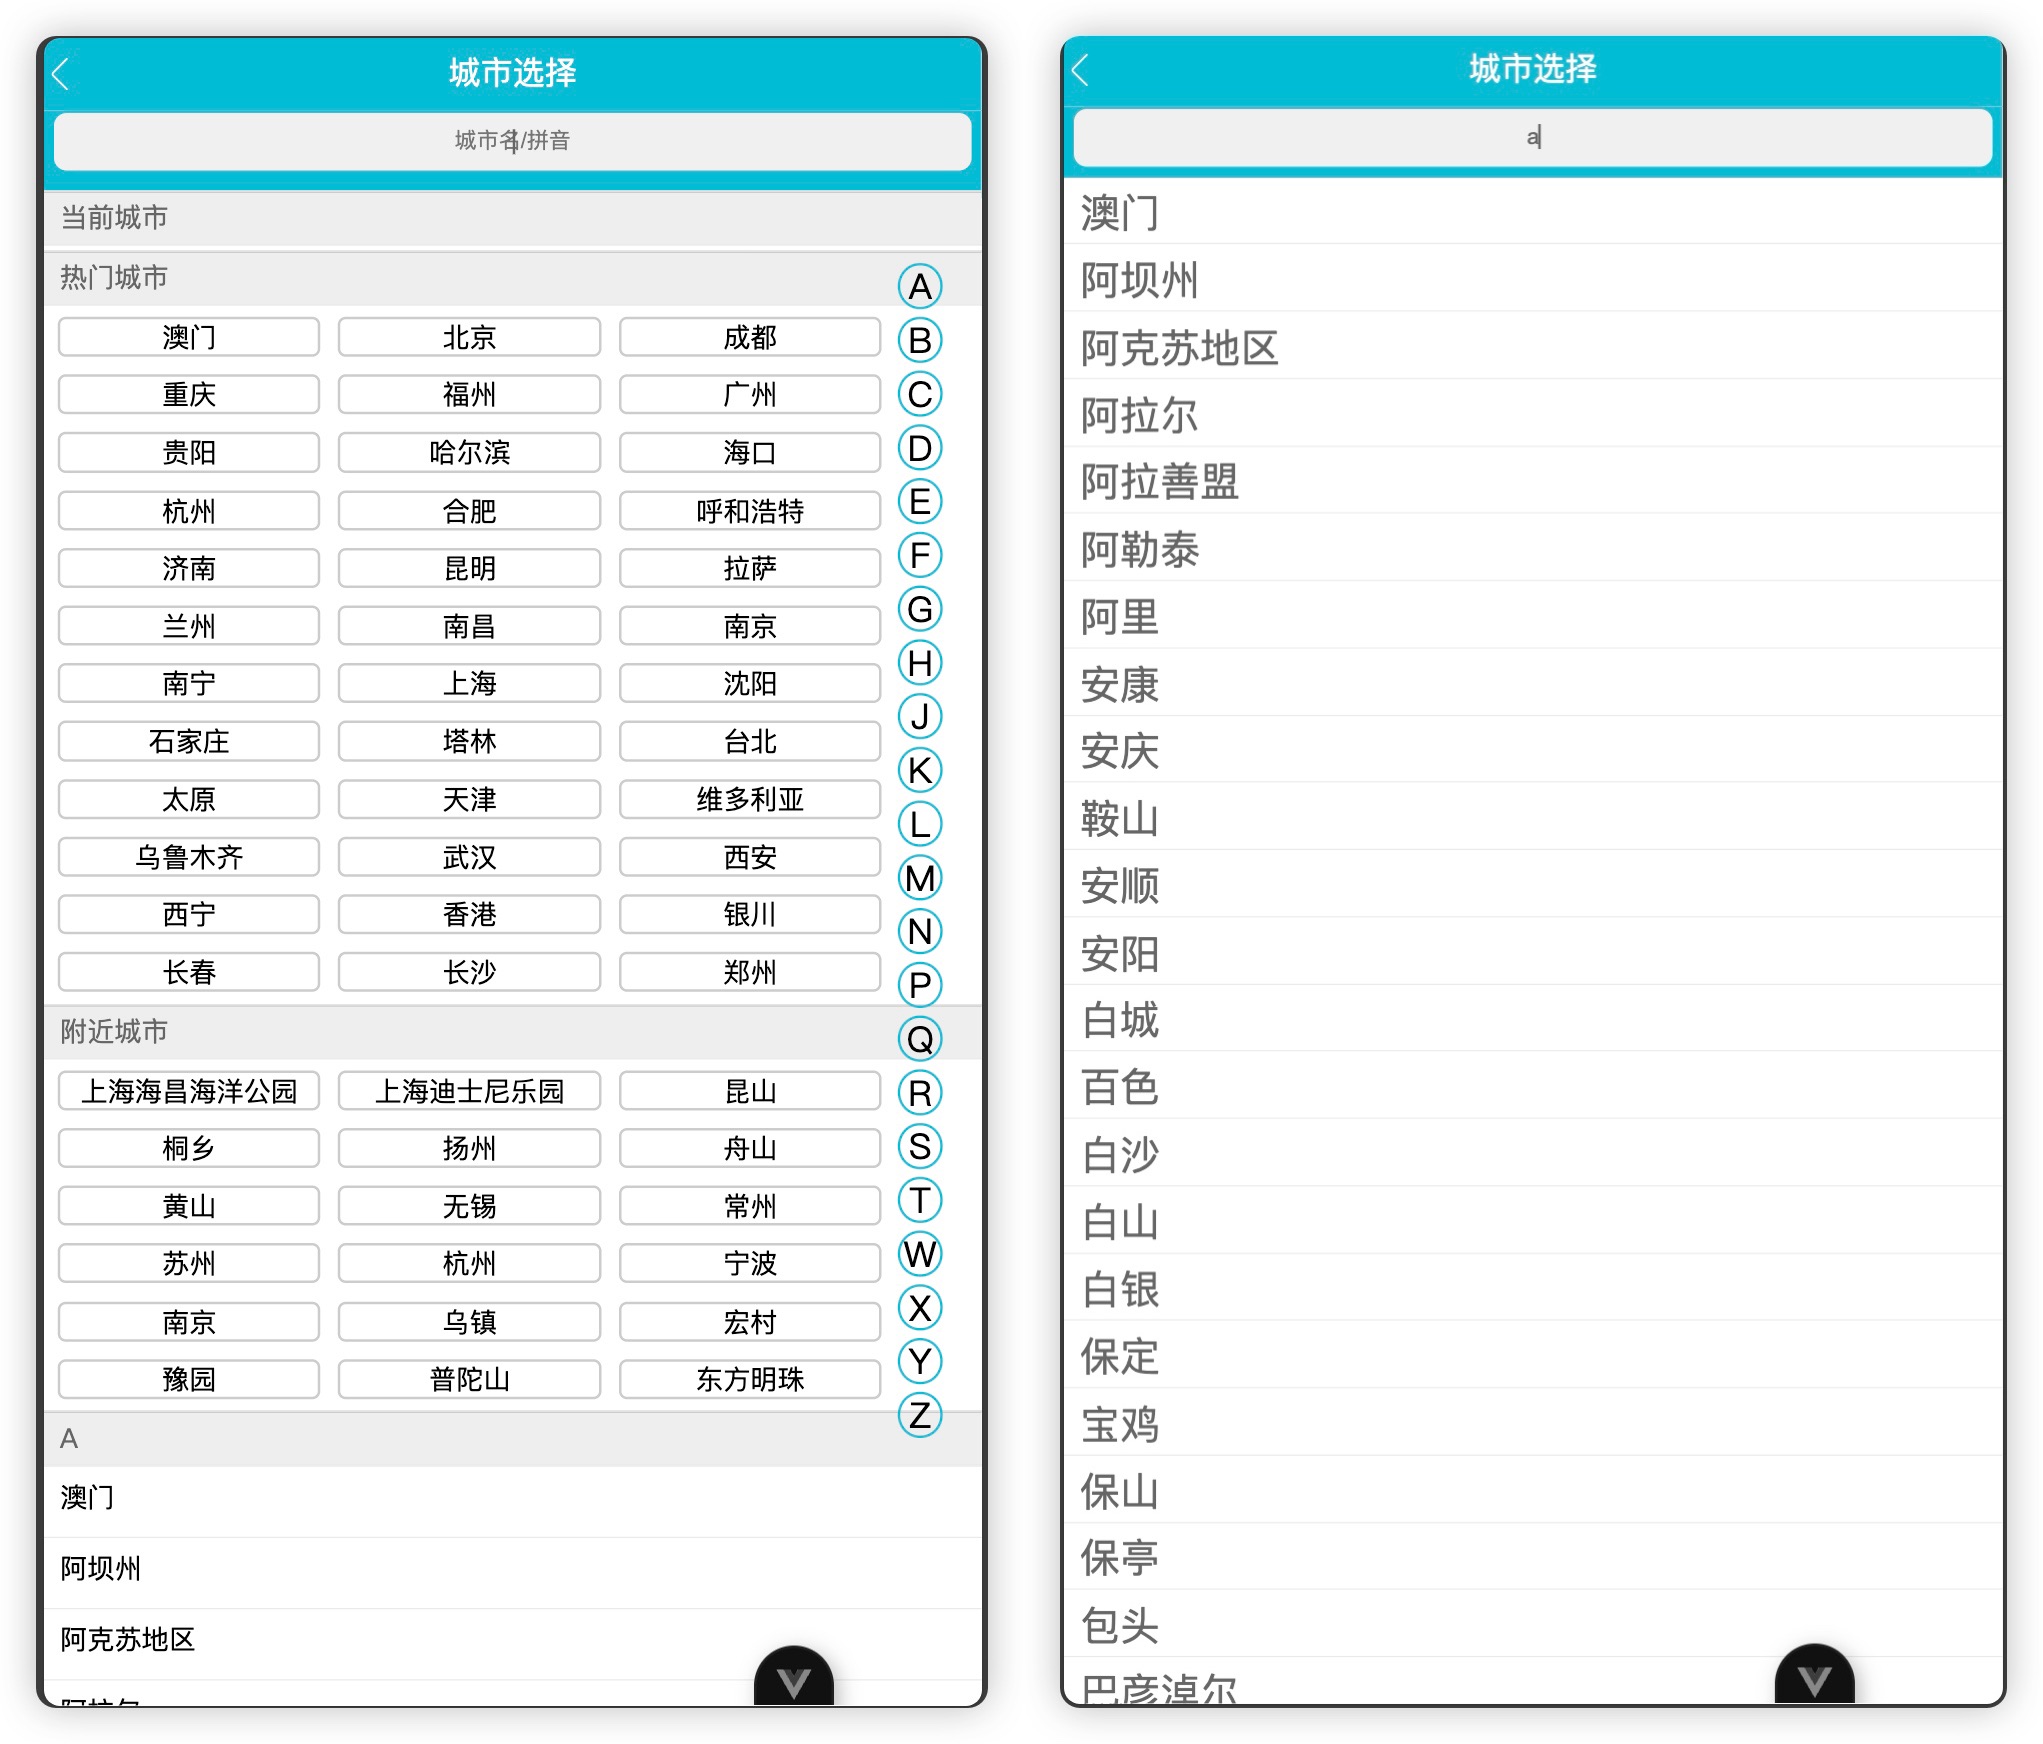 城市选择
城市名/拼音
当前城市
热门城市
澳门 北京 成都
重庆 福州 广州
贵阳 哈尔滨 海口
杭州 合肥 呼和浩特
济南 昆明 拉萨
兰州 南昌 南京
南宁 上海 沈阳
石家庄 塔林 台北
太原 天津 维多利亚
乌鲁木齐 武汉 西安
西宁 香港 银川
长春 长沙 郑州
附近城市
上海海昌海洋公园 上海迪士尼乐园 昆山
桐乡 扬州 舟山
黄山 无锡 常州
苏州 杭州 宁波
南京 乌镇 宏村
豫园 普陀山 东方明珠
A
澳门
阿坝州
阿克苏地区
阿拉尔
A
B
C
D
E
F
G
H
J
K
L
M
N
P
Q
R
S
T
W
X
Y
Z
城市选择
a
澳门
阿坝州
阿克苏地区
阿拉尔
阿拉善盟
阿勒泰
阿里
安康
安庆
鞍山
安顺
安阳
白城
百色
白沙
白山
白银
保定
宝鸡
保山
保亭
包头
巴彦淖尔